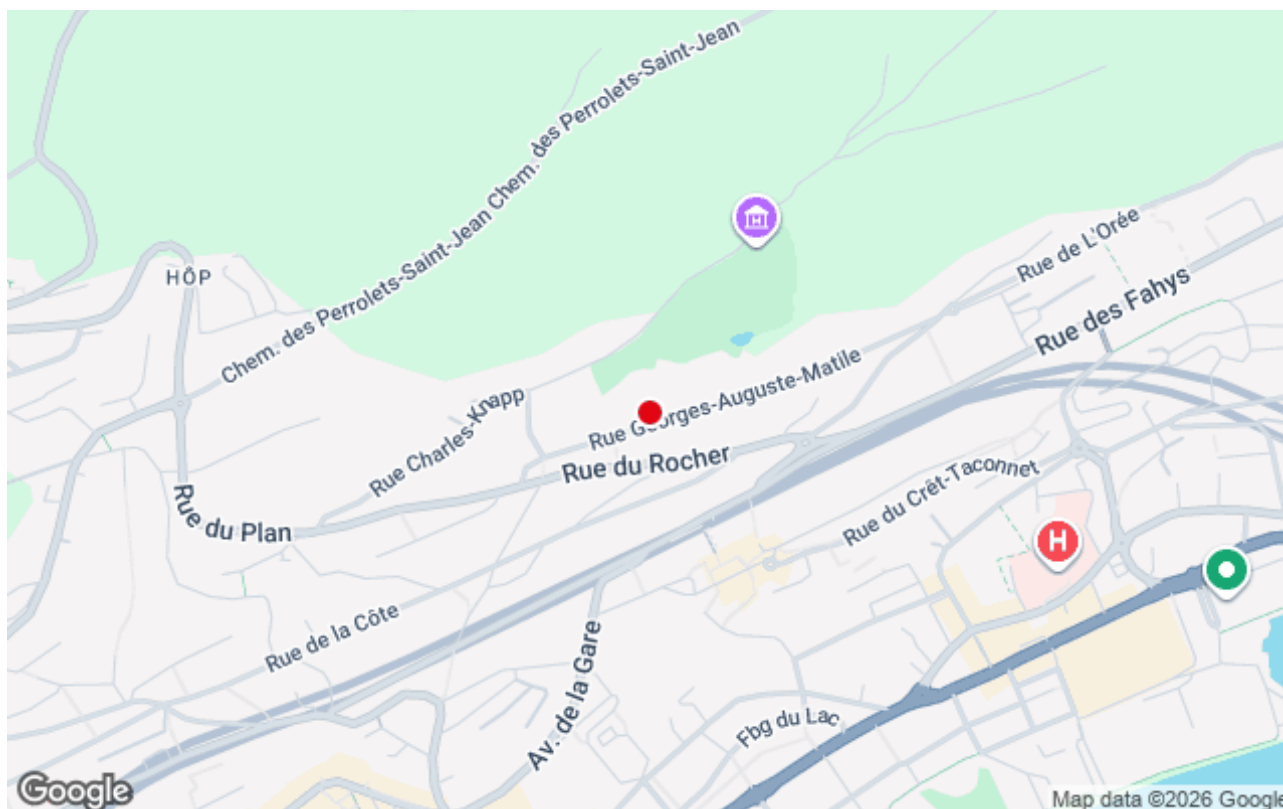 Chem. des Perrolets-Saint-Jean
Chem. des Perrolets-Saint-Jean
HÔP
Rue de L'Orée
Rue des Fahys
Rue Charles-Knapp
Rue Georges-Auguste-Matile
Rue du Rocher
Rue du Plan
Rue du Crêt-Taconnet
H
Rue de la Côte
Av. de la Gare
Fbg du Lac
Google
Map data ©2026 Google